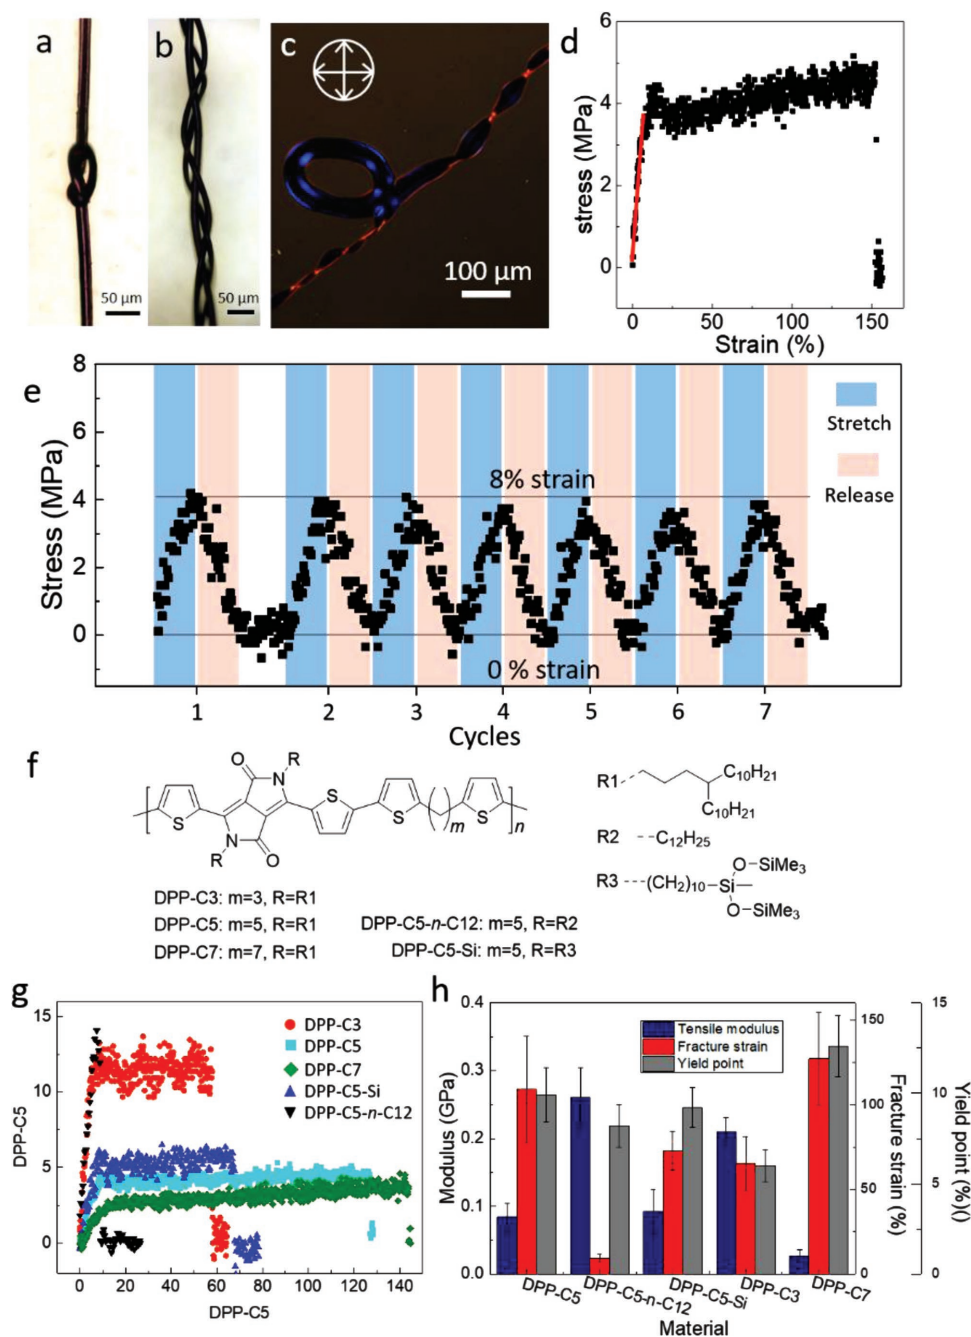 a
50 µm
b
50 µm
c
100 µm
d
stress (MPa)
6
4
2
0
0 50 100 150
Strain (%)
e
Stress (MPa)
8
6
4
2
0
8% strain
0 % strain
Stretch
Release
1 2 3 4 5 6 7
Cycles
f
O
R
N
S
S
S
S
N
R
O
[ ( )m ]n
R1
C10H21
C10H21
R2 --C12H25
R3 ---(CH2)10-Si
O-SiMe3
O-SiMe3
DPP-C3: m=3, R=R1
DPP-C5: m=5, R=R1
DPP-C7: m=7, R=R1
DPP-C5-n-C12: m=5, R=R2
DPP-C5-Si: m=5, R=R3
g
DPP-C5
15
10
5
0
0 20 40 60 80 100 120 140
DPP-C5
DPP-C3
DPP-C5
DPP-C7
DPP-C5-Si
DPP-C5-n-C12
h
Modulus (GPa)
0.4
0.3
0.2
0.1
0.0
Tensile modulus
Fracture strain
Yield point
150
100
50
0
Fracture strain (%)
15
10
5
0
Yield point (%)()
DPP-C5
DPP-C5-n-C12
DPP-C5-Si
DPP-C3
DPP-C7
Material